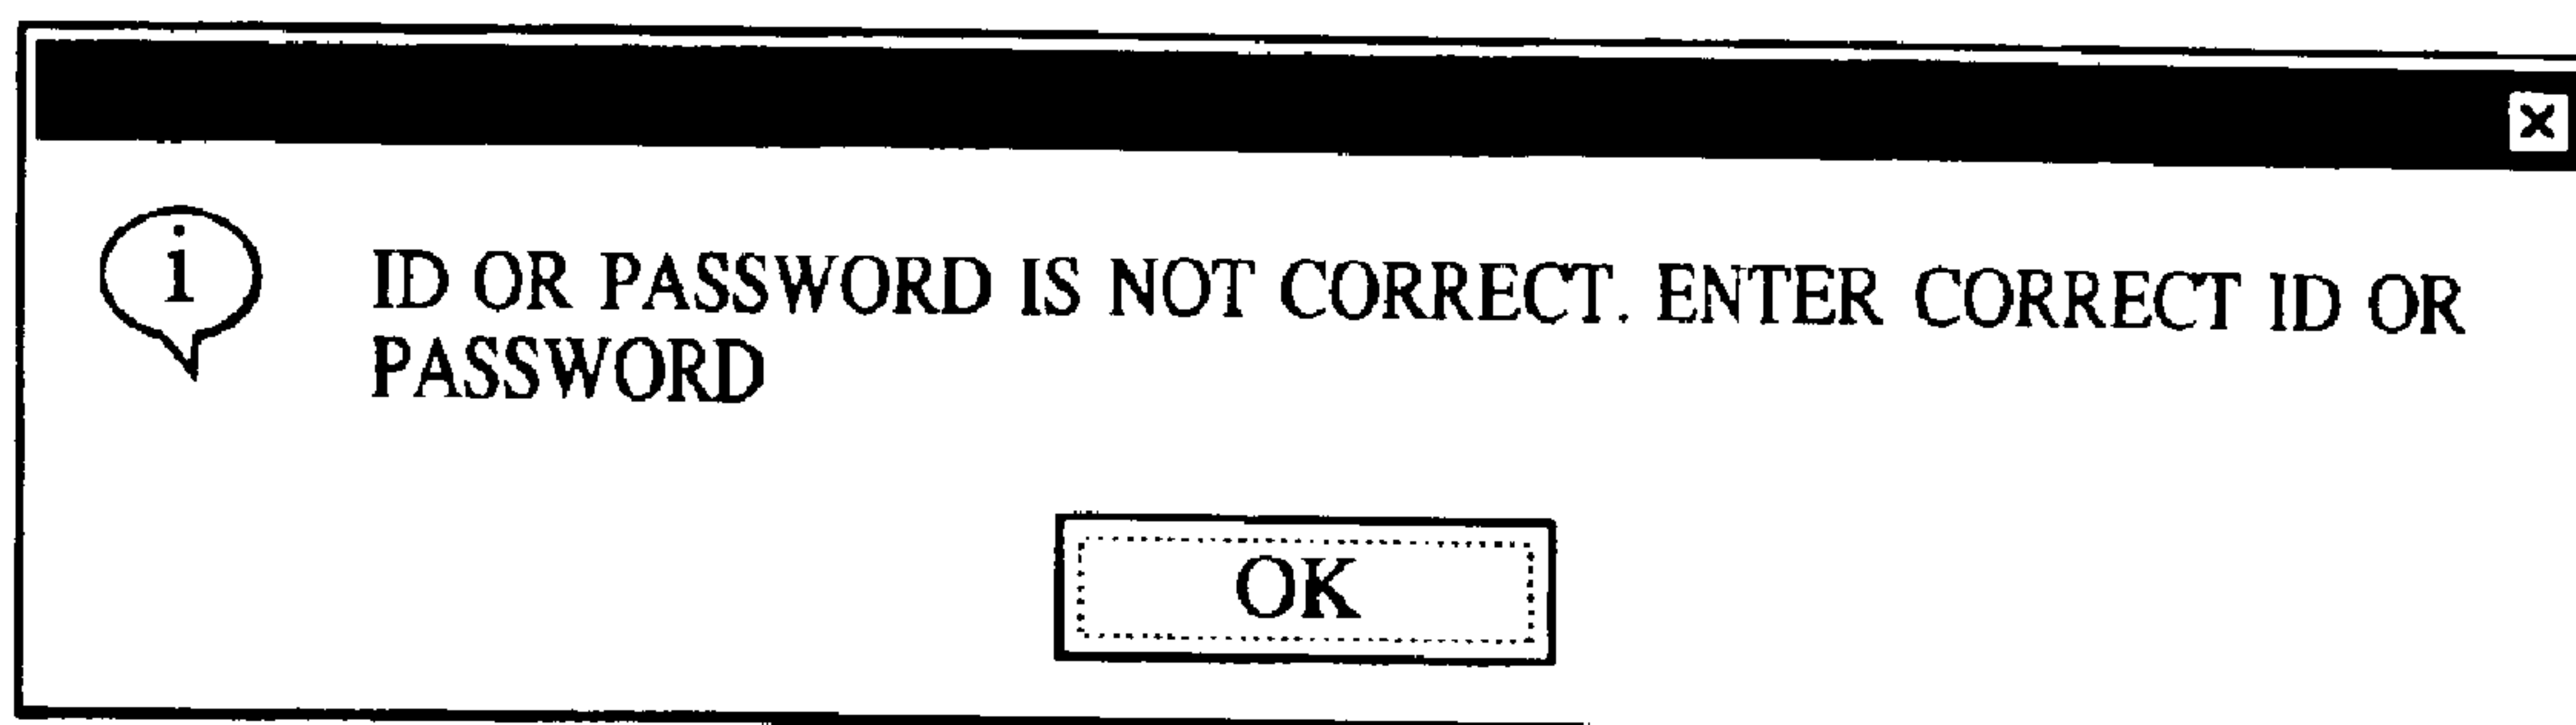 i
ID OR PASSWORD IS NOT CORRECT. ENTER CORRECT ID OR
PASSWORD
OK